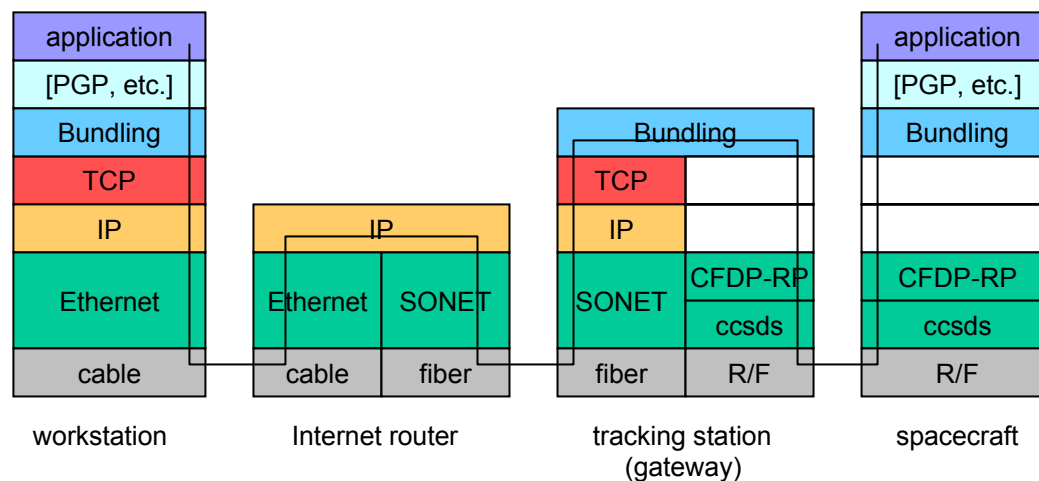 application
[PGP, etc.]
Bundling
TCP
IP
Ethernet
cable
workstation
IP
Ethernet SONET
cable fiber
Internet router
Bundling
TCP
IP
SONET CFDP-RP
ccsds
fiber R/F
tracking station
(gateway)
application
[PGP, etc.]
Bundling
CFDP-RP
ccsds
R/F
spacecraft